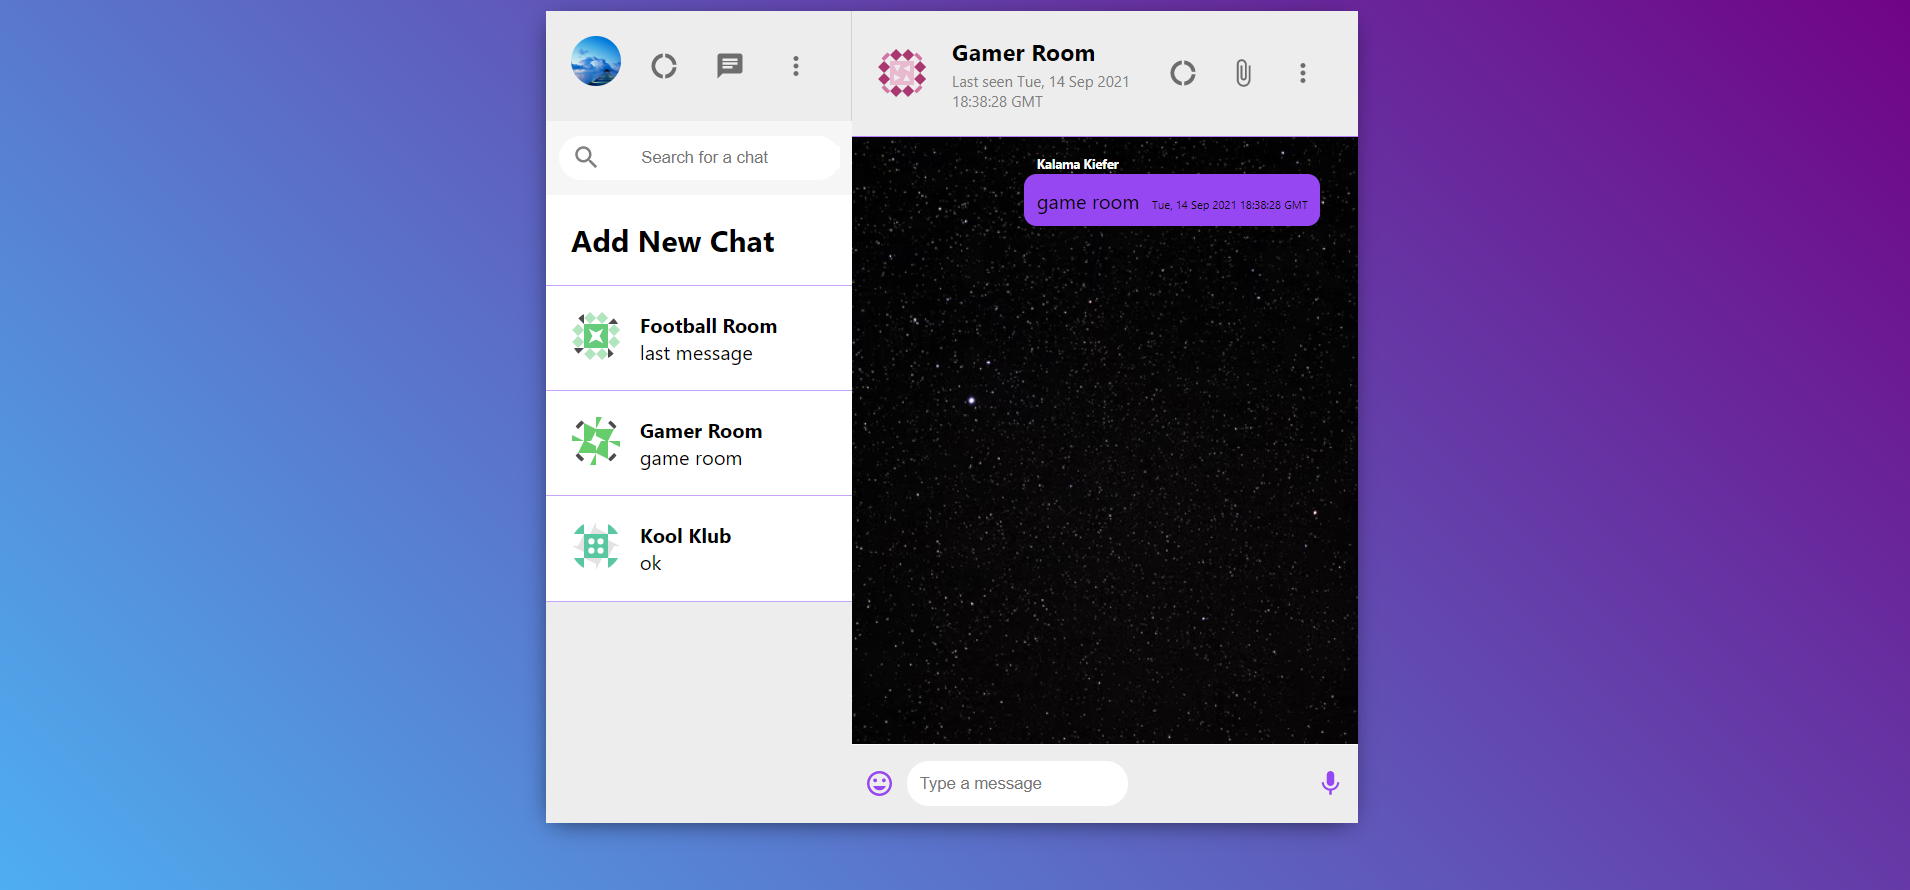 Search for a chat
Add New Chat
Football Room
last message
Gamer Room
game room
Kool Klub
ok
Gamer Room
Last seen Tue, 14 Sep 2021
18:38:28 GMT
Kalama Kiefer
game room Tue, 14 Sep 2021 18:38:28 GMT
Type a message